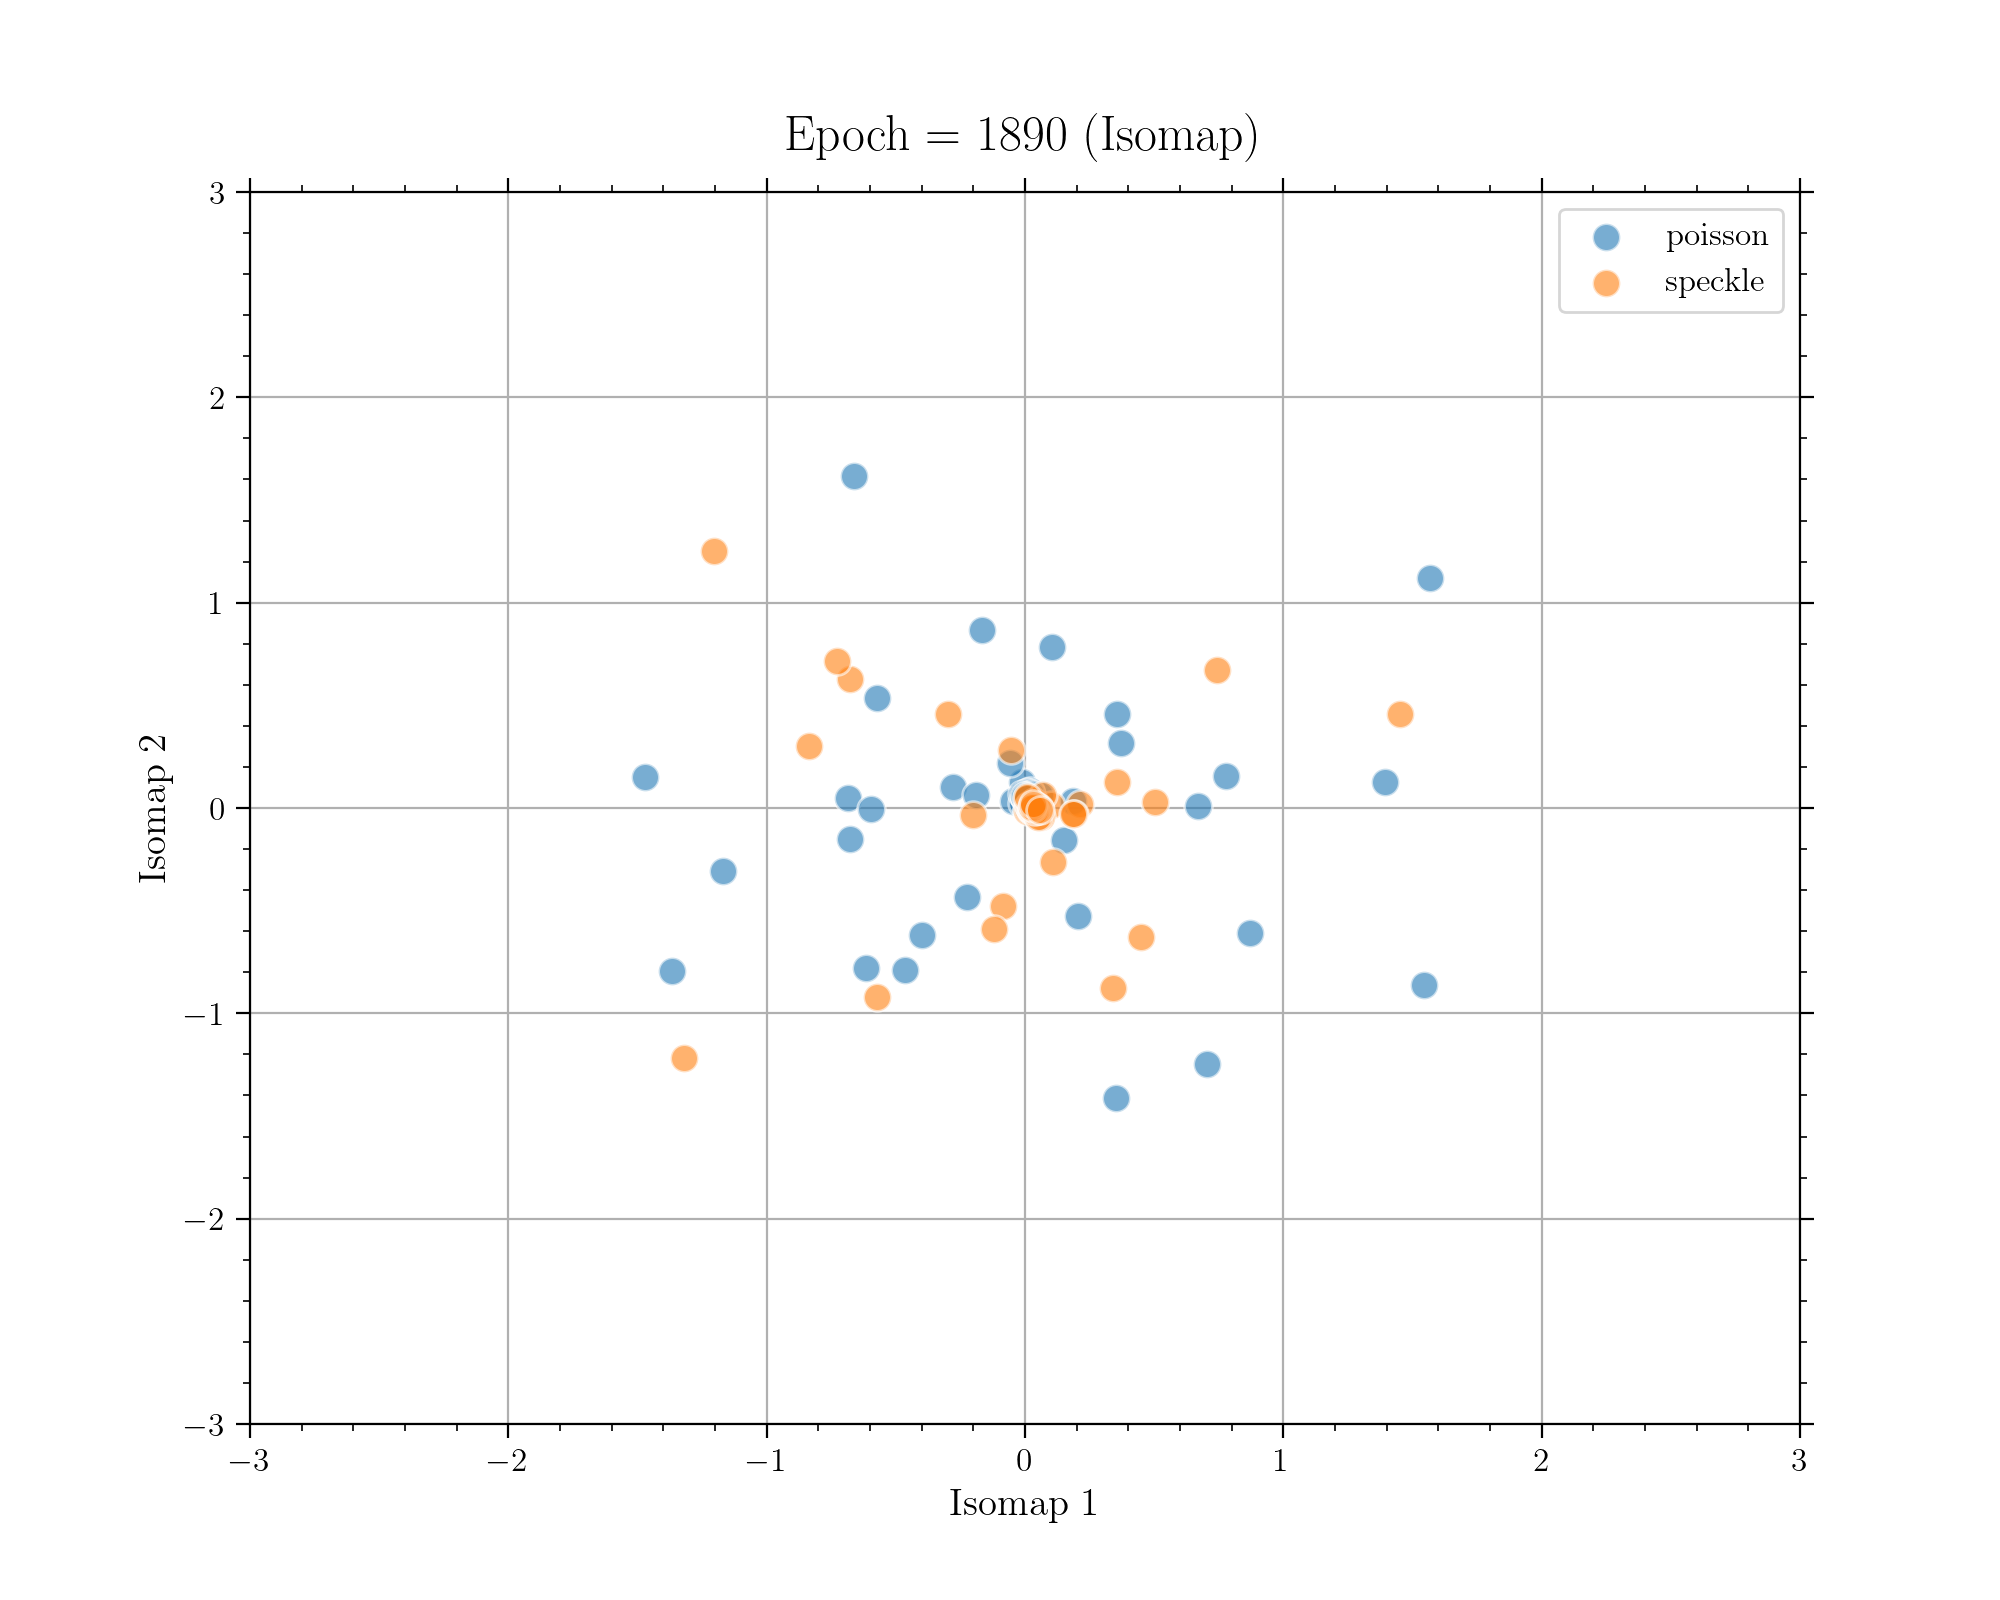 Epoch = 1890 (Isomap)
poisson
speckle
3
2
1
0
−1
−2
−3
Isomap 2
−3
−2
−1
0
1
2
3
Isomap 1